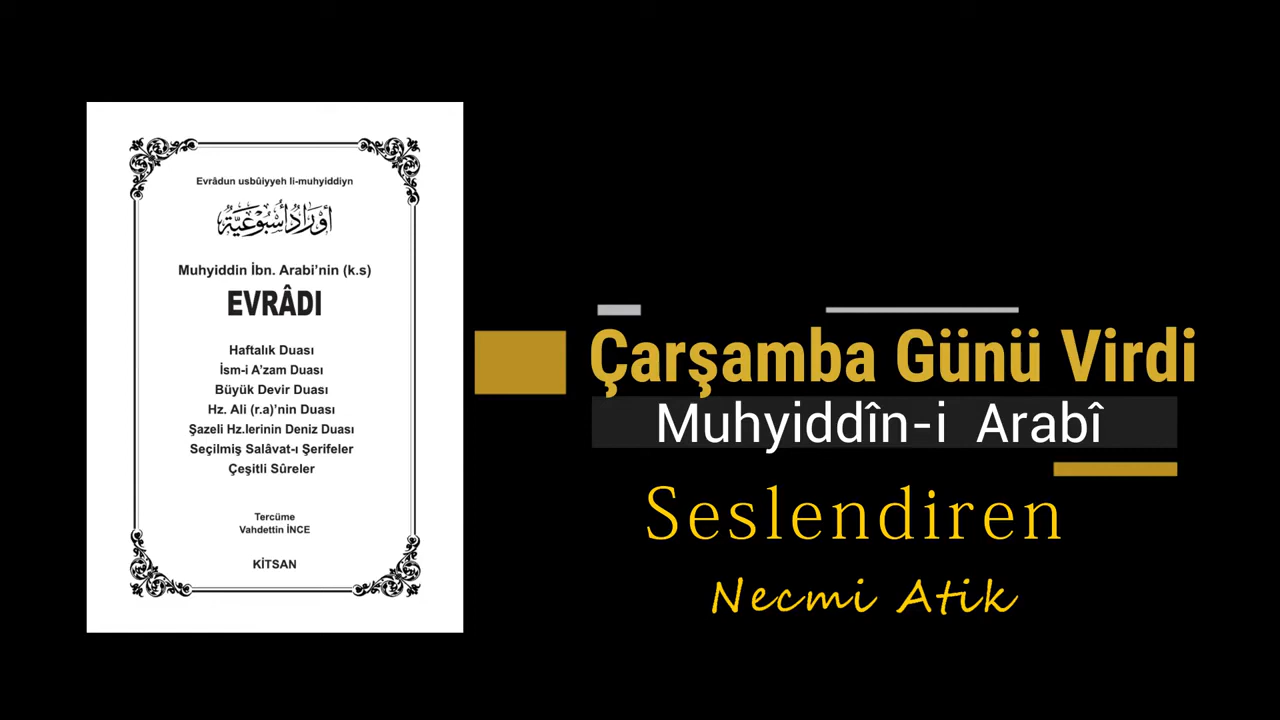 Evrâdun usbûiyyeh li-muhyiddiyn
أَوْرَادُ أُسْبُوعِيَّةُ
Muhyiddin İbn. Arabi’nin (k.s)
EVRÂDI
Haftalık Duası
İsm-i A’zam Duası
Büyük Devir Duası
Hz. Ali (r.a)’nin Duası
Şazeli Hz.lerinin Deniz Duası
Seçilmiş Salâvat-ı Şerifeler
Çeşitli Sûreler
Tercüme
Vahdettin İNCE
KİTSAN
Çarşamba Günü Virdi
Muhyiddîn-i Arabî
Seslendiren
Necmi Atik